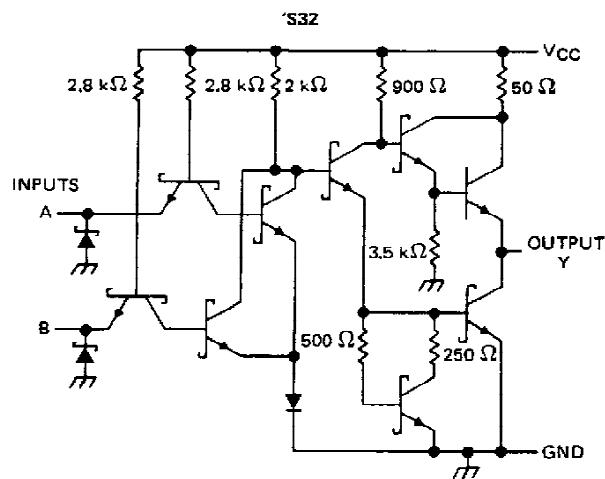 'S32
VCC
2.8 kΩ
2.8 kΩ
2 kΩ
900 Ω
50 Ω
INPUTS
A
3.5 kΩ
OUTPUT
Y
B
500 Ω
250 Ω
GND